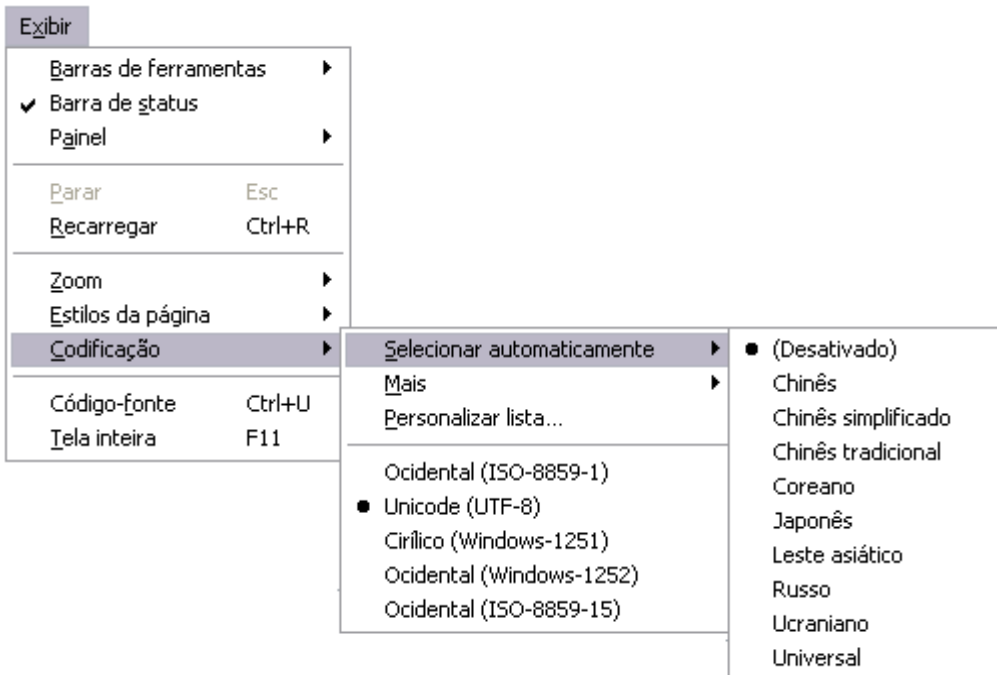 Exibir
Barras de ferramentas
Barra de status
Painel
Parar Esc
Recarregar Ctrl+R
Zoom
Estilos da página
Codificação
Código-fonte Ctrl+U
Tela inteira F11
Selecionar automaticamente
Mais
Personalizar lista...
Ocidental (ISO-8859-1)
Unicode (UTF-8)
Cirílico (Windows-1251)
Ocidental (Windows-1252)
Ocidental (ISO-8859-15)
(Desativado)
Chinês
Chinês simplificado
Chinês tradicional
Coreano
Japonês
Leste asiático
Russo
Ucraniano
Universal